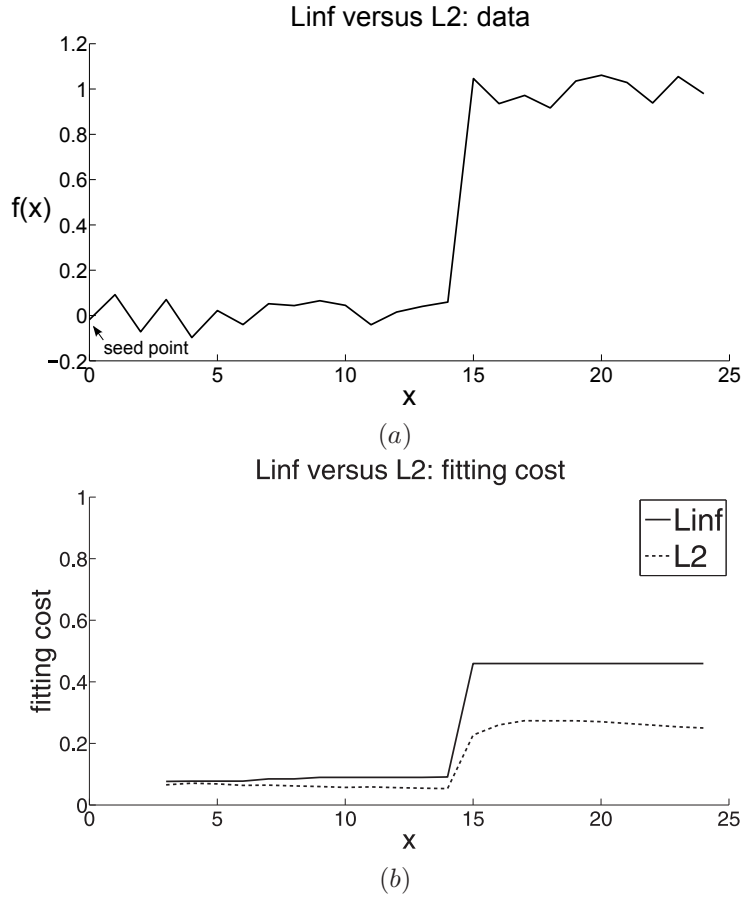 Linf versus L2: data
1.2
1
0.8
0.6
f(x)
0.4
0.2
0
seed point
−0.2
0 5 10 15 20 25
x
(a)
Linf versus L2: fitting cost
1
Linf
L2
0.8
0.6
fitting cost
0.4
0.2
0
0 5 10 15 20 25
x
(b)